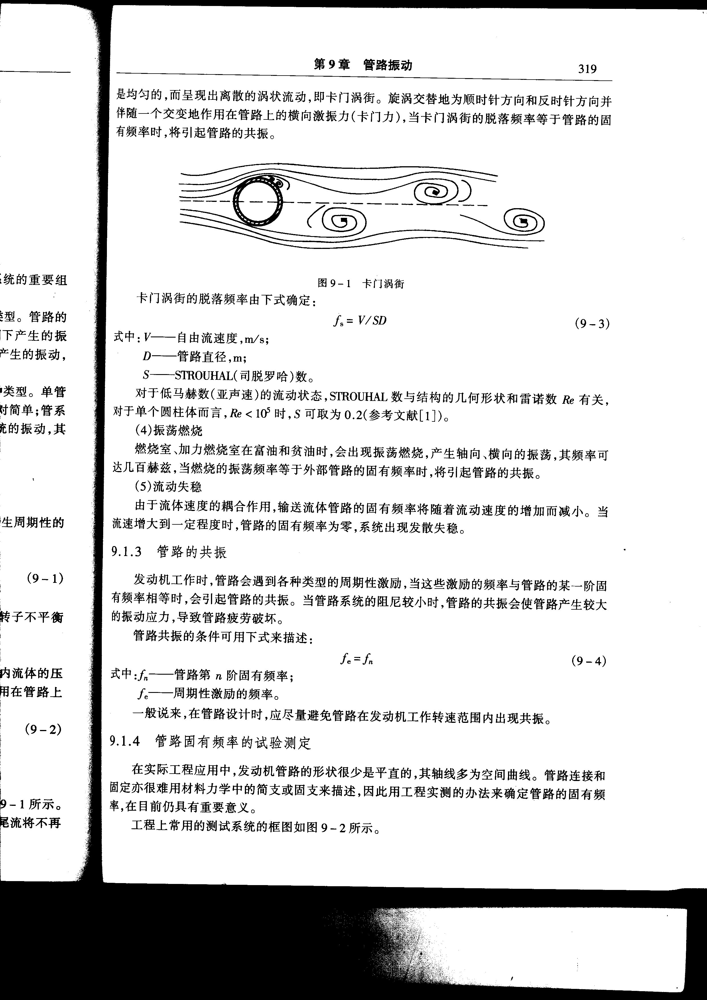 统的重要组
型。管路的
下产生的振
产生的振动,
类型。单管
对简单;管系
统的振动,其
生周期性的
(9-1)
转子不平衡
内流体的压
用在管路上
(9-2)
9-1所示。
尾流将不再
第9章 管路振动
319
是均匀的,而呈现出离散的涡状流动,即卡门涡街。旋涡交替地为顺时针方向和反时针方向并
伴随一个交变地作用在管路上的横向激振力(卡门力),当卡门涡街的脱落频率等于管路的固
有频率时,将引起管路的共振。
图9-1 卡门涡街
卡门涡街的脱落频率由下式确定:
fs = V/SD (9-3)
式中:V——自由流速度,m/s;
D——管路直径,m;
S——STROUHAL(司脱罗哈)数。
对于低马赫数(亚声速)的流动状态,STROUHAL 数与结构的几何形状和雷诺数 Re 有关,
对于单个圆柱体而言,Re < 10⁵ 时,S 可取为 0.2(参考文献[1])。
(4)振荡燃烧
燃烧室、加力燃烧室在富油和贫油时,会出现振荡燃烧,产生轴向、横向的振荡,其频率可
达几百赫兹,当燃烧的振荡频率等于外部管路的固有频率时,将引起管路的共振。
(5)流动失稳
由于流体速度的耦合作用,输送流体管路的固有频率将随着流动速度的增加而减小。当
流速增大到一定程度时,管路的固有频率为零,系统出现发散失稳。
9.1.3 管路的共振
发动机工作时,管路会遇到各种类型的周期性激励,当这些激励的频率与管路的某一阶固
有频率相等时,会引起管路的共振。当管路系统的阻尼较小时,管路的共振会使管路产生较大
的振动应力,导致管路疲劳破坏。
管路共振的条件可用下式来描述:
fe = fn (9-4)
式中:fn——管路第 n 阶固有频率;
fe——周期性激励的频率。
一般说来,在管路设计时,应尽量避免管路在发动机工作转速范围内出现共振。
9.1.4 管路固有频率的试验测定
在实际工程应用中,发动机管路的形状很少是平直的,其轴线多为空间曲线。管路连接和
固定亦很难用材料力学中的简支或固支来描述,因此用工程实测的办法来确定管路的固有频
率,在目前仍具有重要意义。
工程上常用的测试系统的框图如图9-2所示。